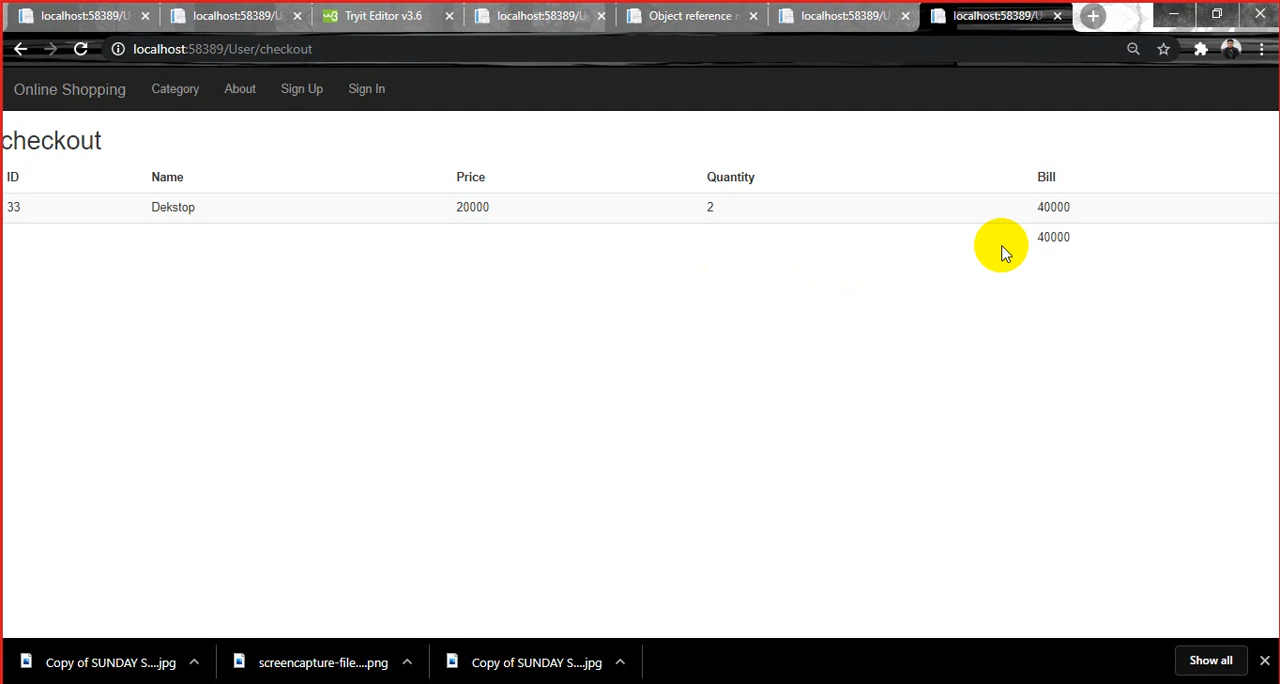 localhost:58389/U localhost:58389/U Tryit Editor v3.6 localhost:58389/U Object reference localhost:58389/U localhost:58389/U
localhost:58389/User/checkout
Online Shopping Category About Sign Up Sign In
checkout
ID Name Price Quantity Bill
33 Dekstop 20000 2 40000
40000
Copy of SUNDAY S....jpg screencapture-file....png Copy of SUNDAY S....jpg Show all